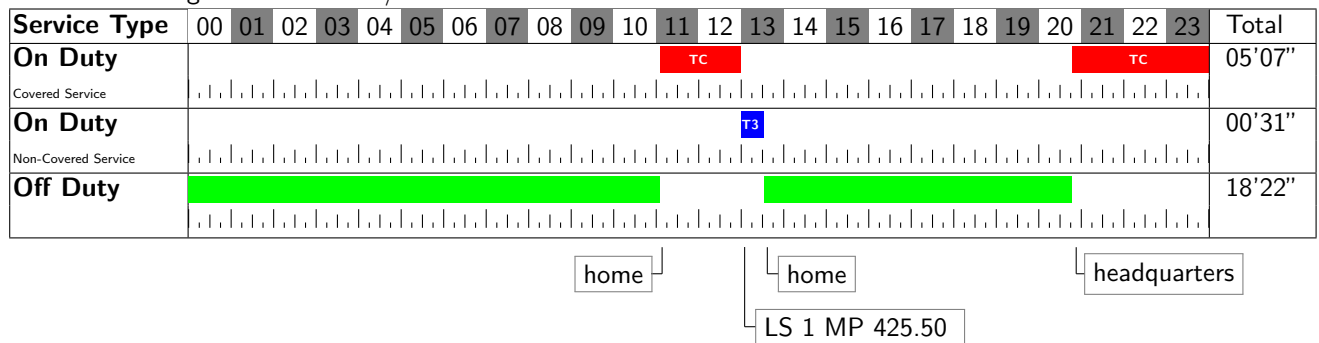 Service Type 00 01 02 03 04 05 06 07 08 09 10 11 12 13 14 15 16 17 18 19 20 21 22 23 Total
On Duty TC TC 05'07"
Covered Service
On Duty T3 00'31"
Non-Covered Service
Off Duty 18'22"
home home headquarters
LS 1 MP 425.50